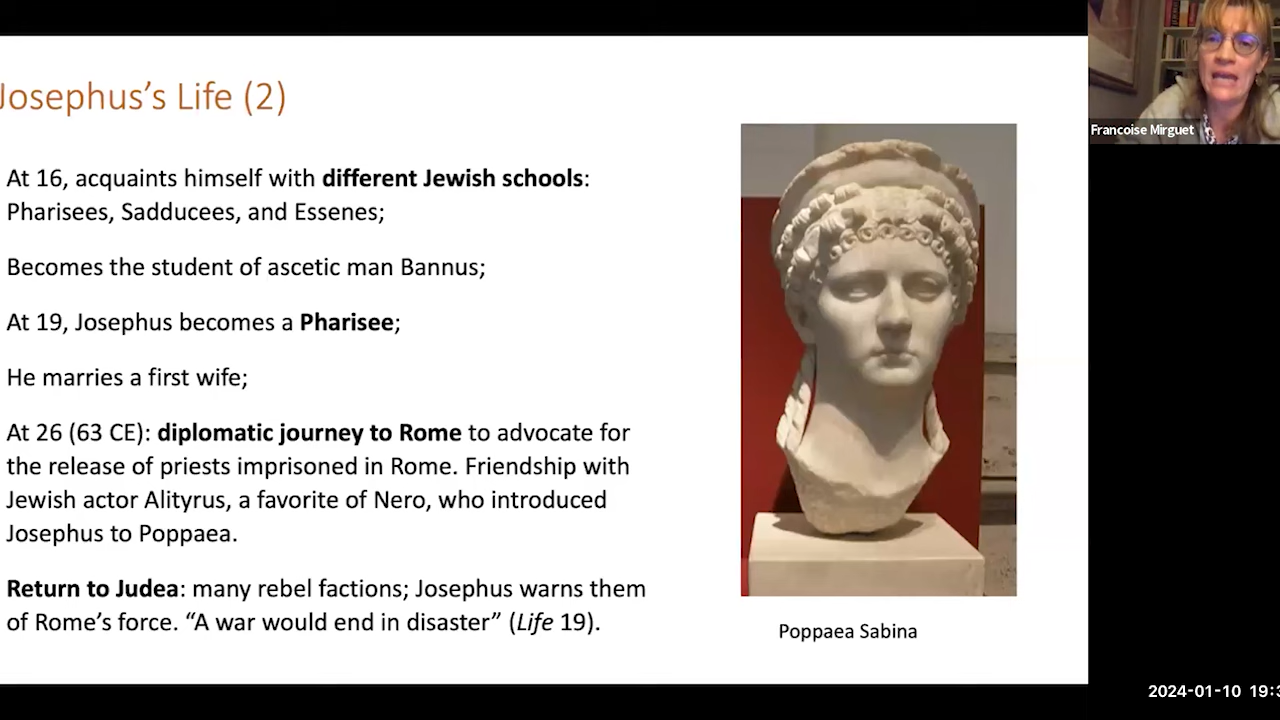 Josephus's Life (2)
At 16, acquaints himself with different Jewish schools:
Pharisees, Sadducees, and Essenes;
Becomes the student of ascetic man Bannus;
At 19, Josephus becomes a Pharisee;
He marries a first wife;
At 26 (63 CE): diplomatic journey to Rome to advocate for
the release of priests imprisoned in Rome. Friendship with
Jewish actor Alityrus, a favorite of Nero, who introduced
Josephus to Poppaea.
Return to Judea: many rebel factions; Josephus warns them
of Rome's force. “A war would end in disaster” (Life 19).
Poppaea Sabina
Francoise Mirguet
2024-01-10 19:3